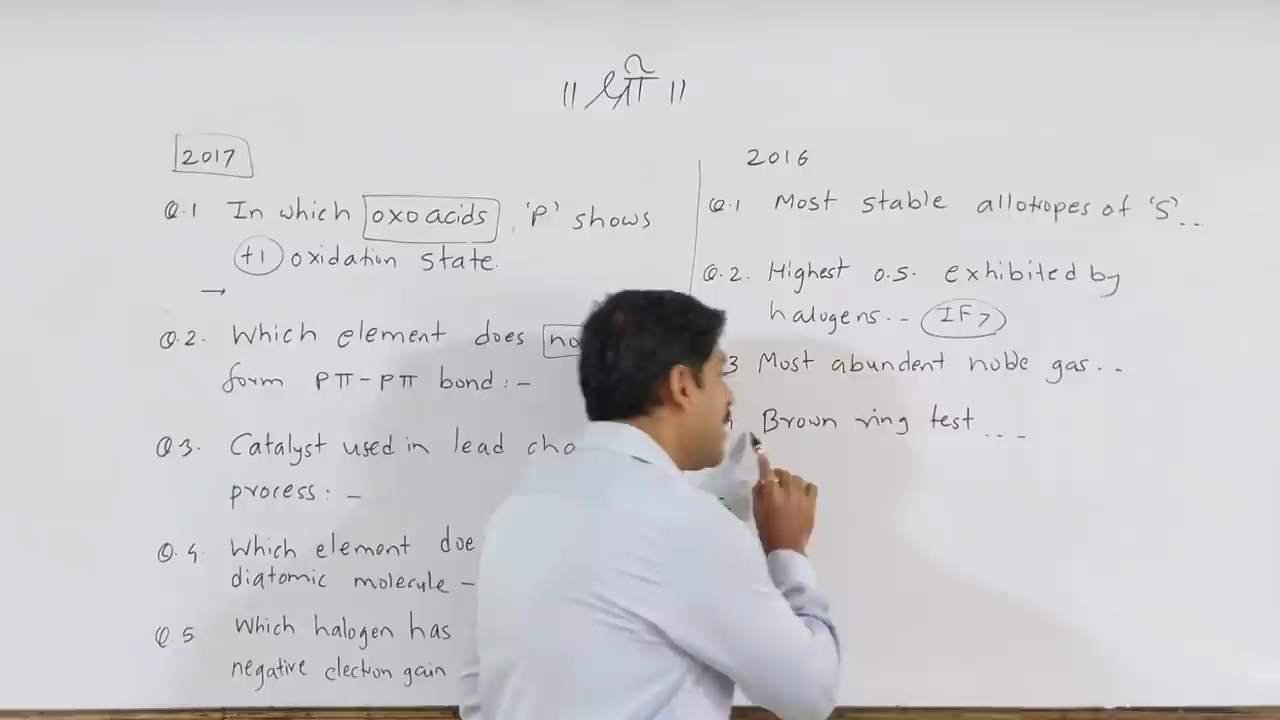 ॥ श्री ॥
2017
Q.1 In which oxoacids, 'P' shows
+1 oxidation state.
→
Q.2. Which element does
form Pπ-Pπ bond:-
Q3. Catalyst used in lead
process: -
Q.4. Which element
diatomic molecule -
Q.5 Which halogen has
negative electron gain
2016
Q.1 Most stable allotropes of 'S'..
Q.2. Highest o.s. exhibited by
halogens.. IF7
3 Most abundent noble gas..
Brown ring test ....